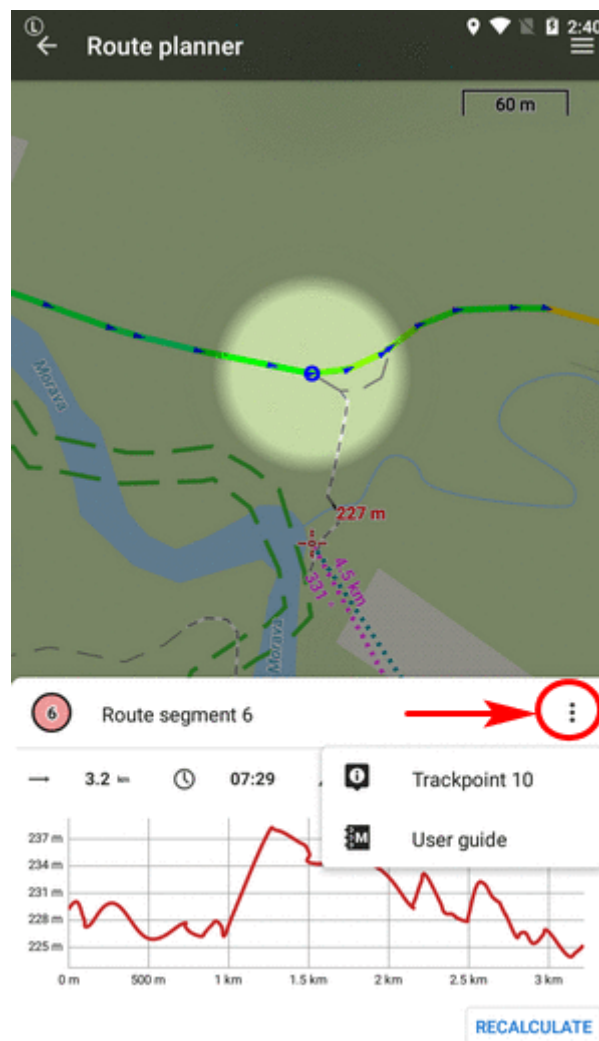 L
2:40
Route planner
60 m
Morava
227 m
4.5 km
331 °
Morava
6
Route segment 6
3.2 km
07:29
Trackpoint 10
M
User guide
237 m
234 m
231 m
228 m
225 m
0 m
500 m
1 km
1.5 km
2 km
2.5 km
3 km
RECALCULATE